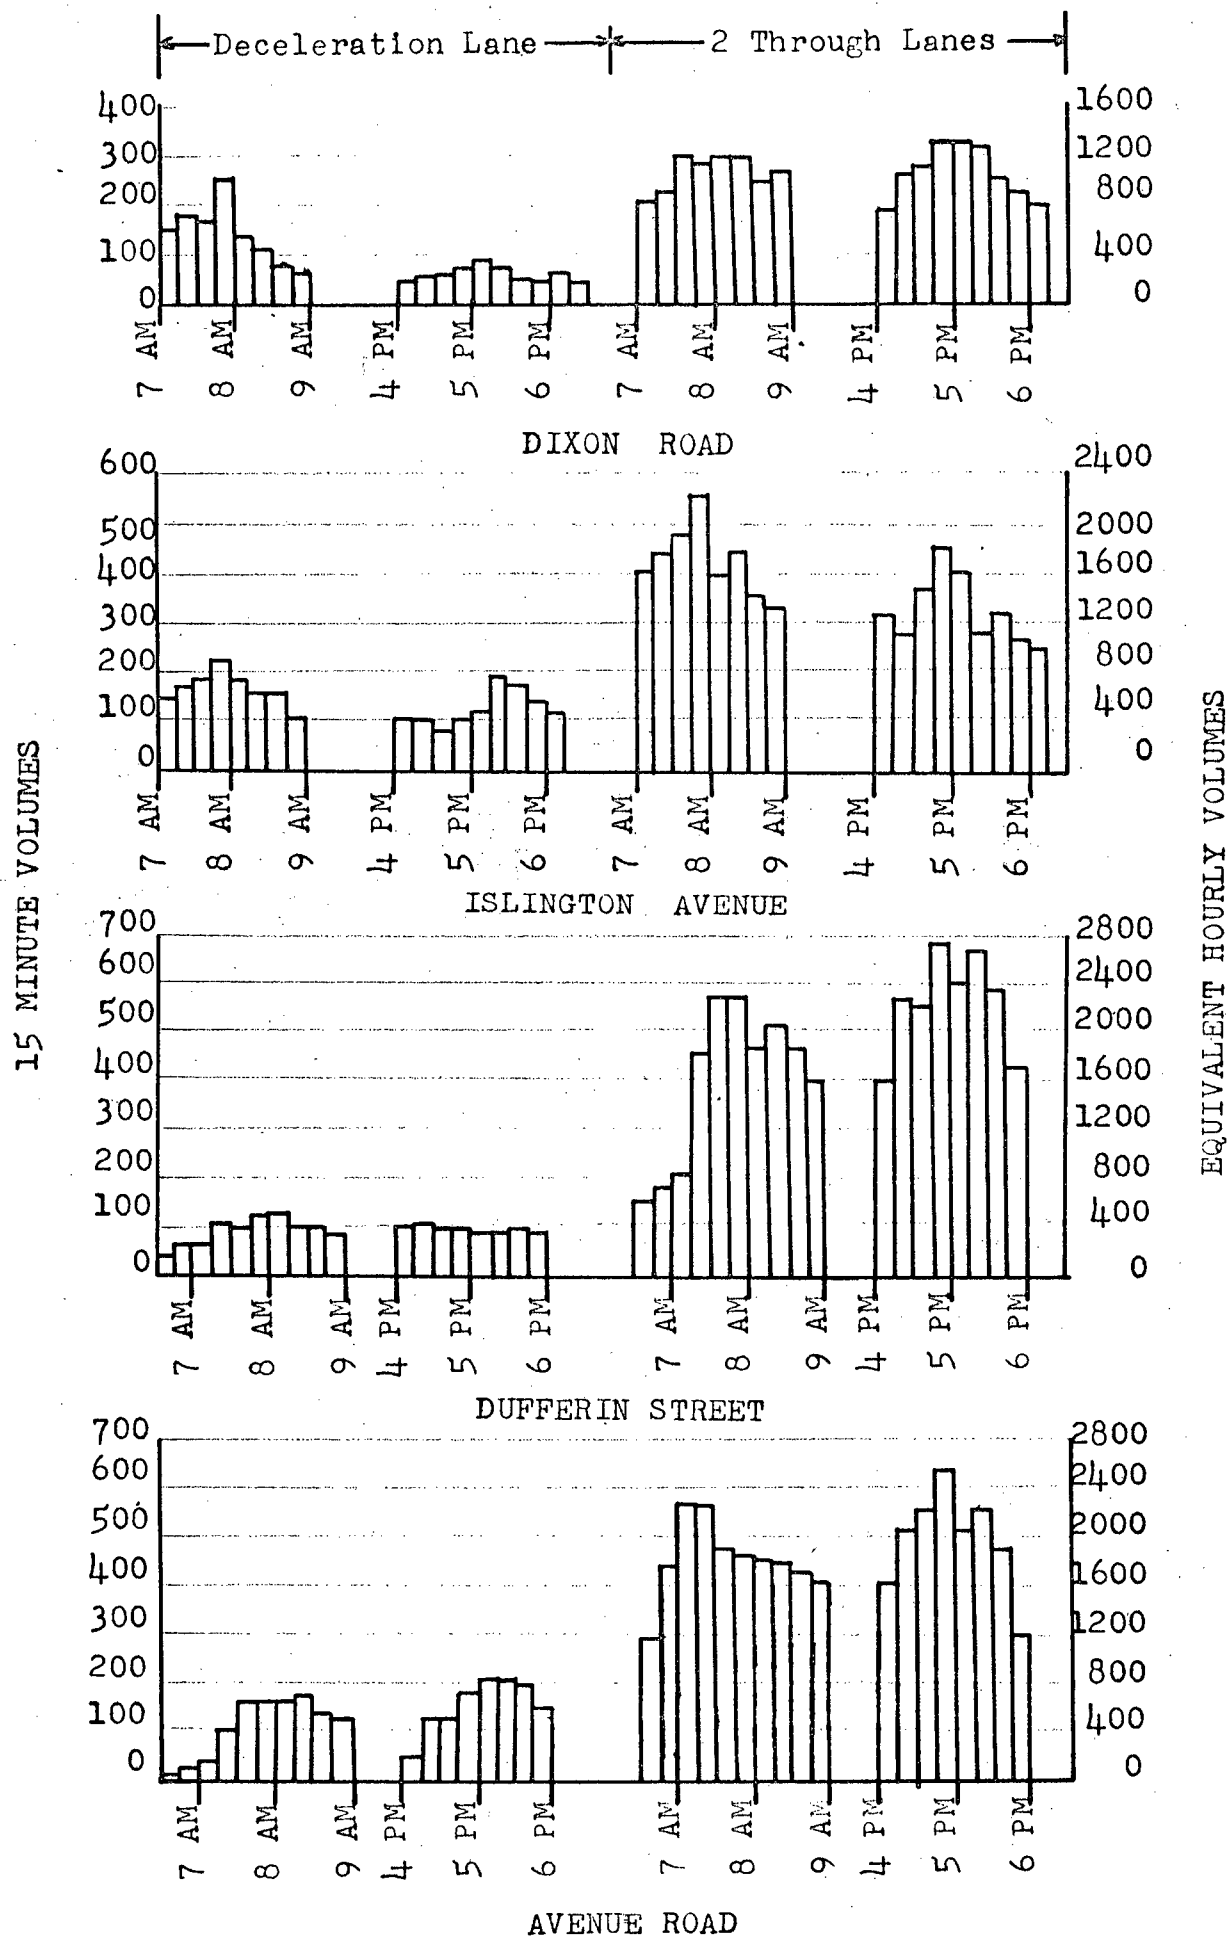 Deceleration Lane 2 Through Lanes
400 1600
300 1200
200 800
100 400
0 0
7 AM 8 AM 9 AM 4 PM 5 PM 6 PM 7 AM 8 AM 9 AM 4 PM 5 PM 6 PM
DIXON ROAD
600 2400
500 2000
400 1600
300 1200
200 800
100 400
0 0
7 AM 8 AM 9 AM 4 PM 5 PM 6 PM 7 AM 8 AM 9 AM 4 PM 5 PM 6 PM
ISLINGTON AVENUE
15 MINUTE VOLUMES
EQUIVALENT HOURLY VOLUMES
700 2800
600 2400
500 2000
400 1600
300 1200
200 800
100 400
0 0
7 AM 8 AM 9 AM 4 PM 5 PM 6 PM 7 AM 8 AM 9 AM 4 PM 5 PM 6 PM
DUFFERIN STREET
700 2800
600 2400
500 2000
400 1600
300 1200
200 800
100 400
0 0
7 AM 8 AM 9 AM 4 PM 5 PM 6 PM 7 AM 8 AM 9 AM 4 PM 5 PM 6 PM
AVENUE ROAD